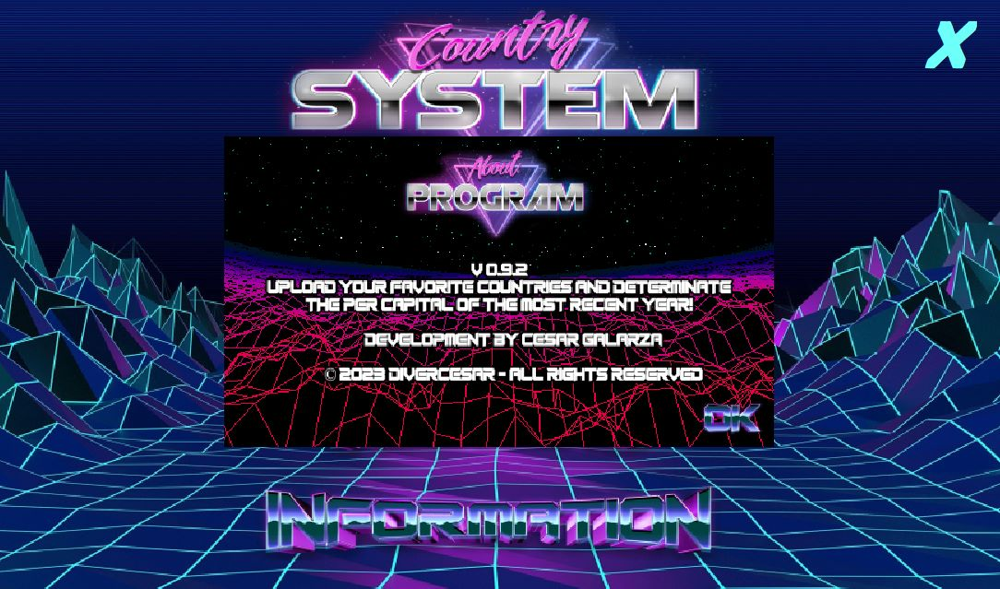 Country
SYSTEM
X
About
PROGRAM
V 0.9.2
UPLOAD YOUR FAVORITE COUNTRIES AND DETERMINATE
THE PER CAPITAL OF THE MOST RECENT YEAR!
DEVELOPMENT BY CESAR GALARZA
© 2023 DIVERCESAR - ALL RIGHTS RESERVED
OK
INFORMATION